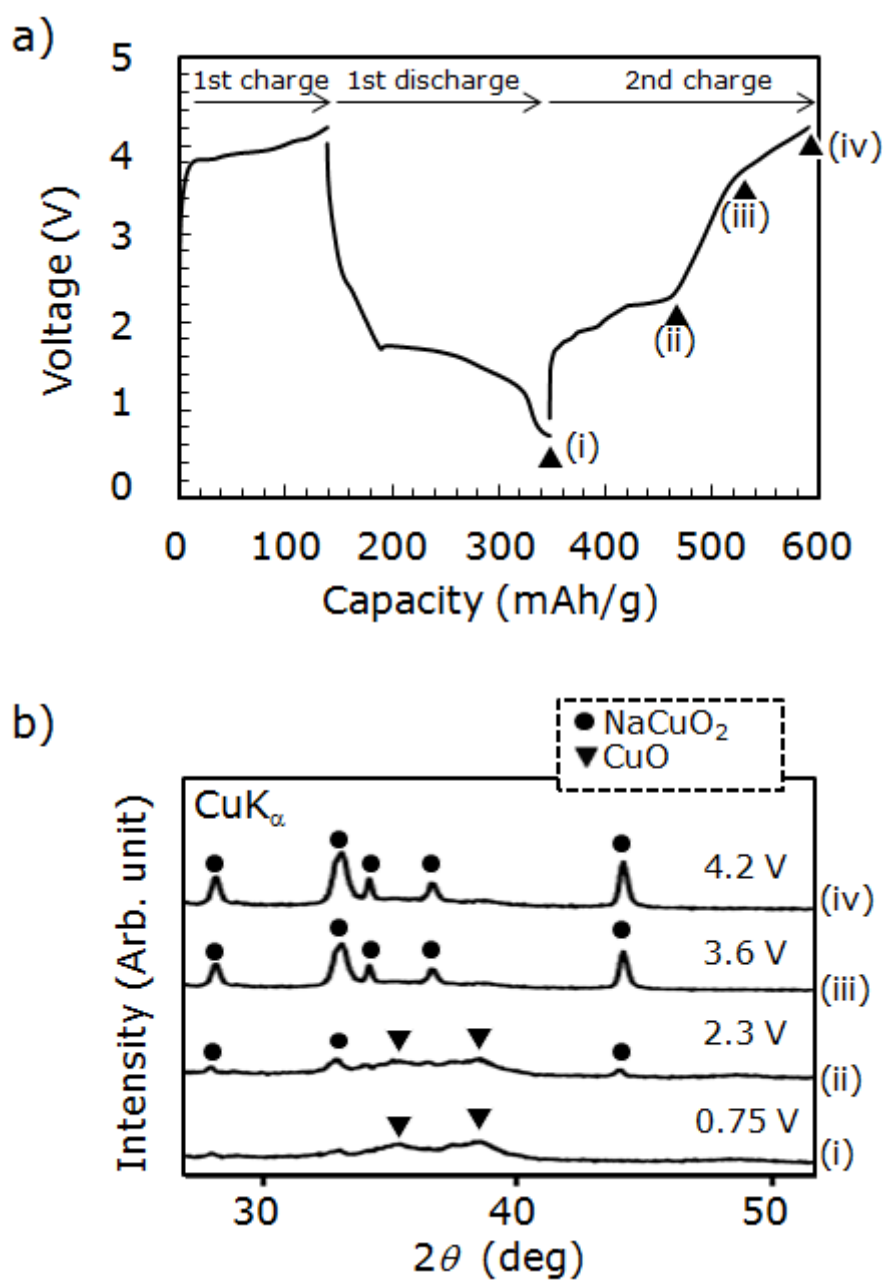 a)
5
4
3
2
1
0
Voltage (V)
1st charge
1st discharge
2nd charge
(i)
(ii)
(iii)
(iv)
0 100 200 300 400 500 600
Capacity (mAh/g)
b)
NaCuO₂
CuO
CuKα
Intensity (Arb. unit)
4.2 V
(iv)
3.6 V
(iii)
2.3 V
(ii)
0.75 V
(i)
30 40 50
2θ (deg)